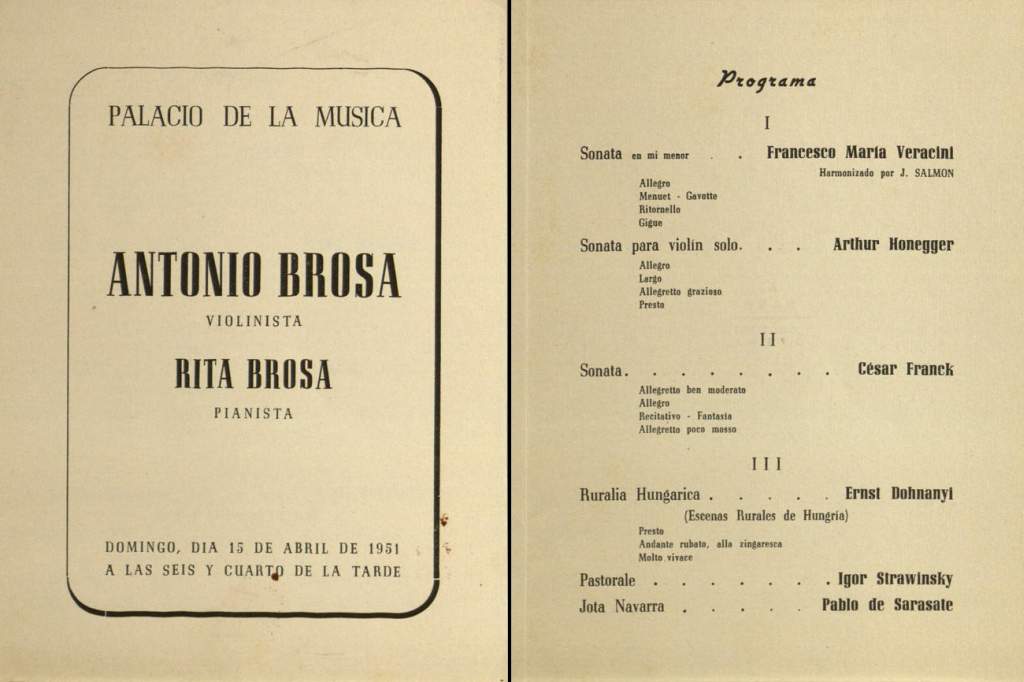 PALACIO DE LA MUSICA
ANTONIO BROSA
VIOLINISTA
RITA BROSA
PIANISTA
DOMINGO, DIA 15 DE ABRIL DE 1951
A LAS SEIS Y CUARTO DE LA TARDE
Programa
I
Sonata en mi menor . . Francesco María Veracini
Harmonizado por J. SALMON
Allegro
Menuet - Gavotte
Ritornello
Gigue
Sonata para violín solo. . . Arthur Honegger
Allegro
Largo
Allegretto grazioso
Presto
II
Sonata. . . . . . . . César Franck
Allegretto ben moderato
Allegro
Recitativo - Fantasia
Allegretto poco mosso
III
Ruralia Hungarica . . . . . Ernst Dohnanyi
(Escenas Rurales de Hungría)
Presto
Andante rubato, alla zingaresca
Molto vivace
Pastorale . . . . . . . Igor Strawinsky
Jota Navarra . . . . . Pablo de Sarasate